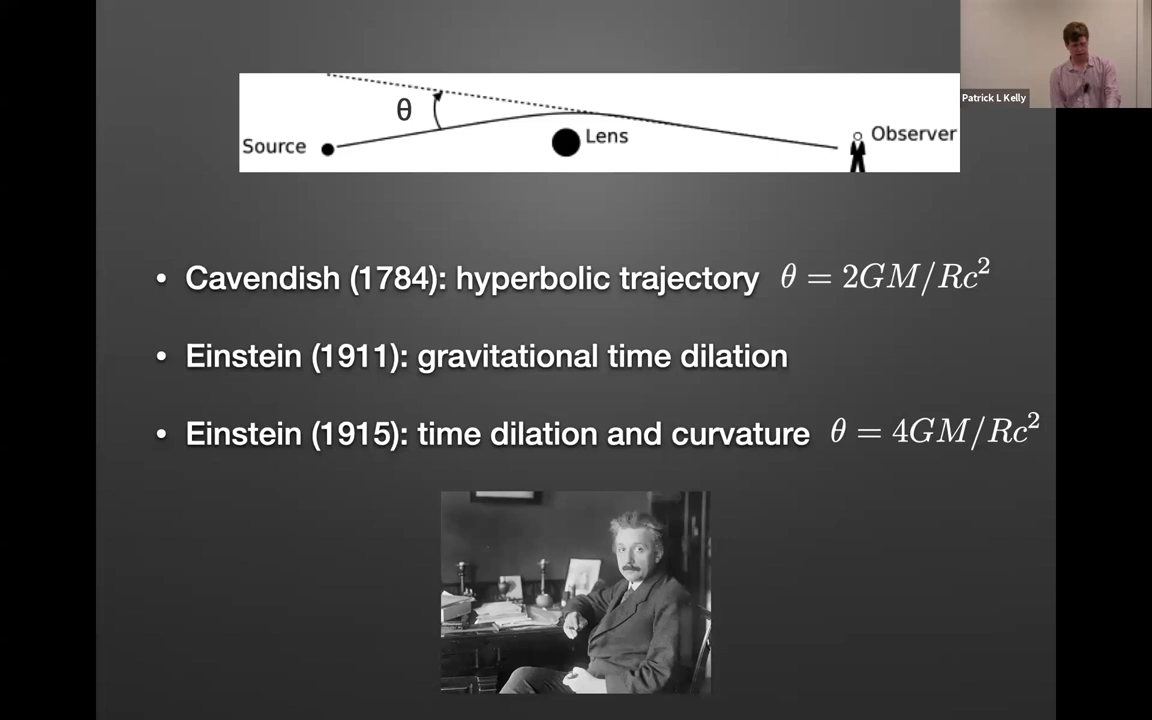 Patrick L Kelly
θ
Source
Lens
Observer
• Cavendish (1784): hyperbolic trajectory θ = 2GM/Rc²
• Einstein (1911): gravitational time dilation
• Einstein (1915): time dilation and curvature θ = 4GM/Rc²